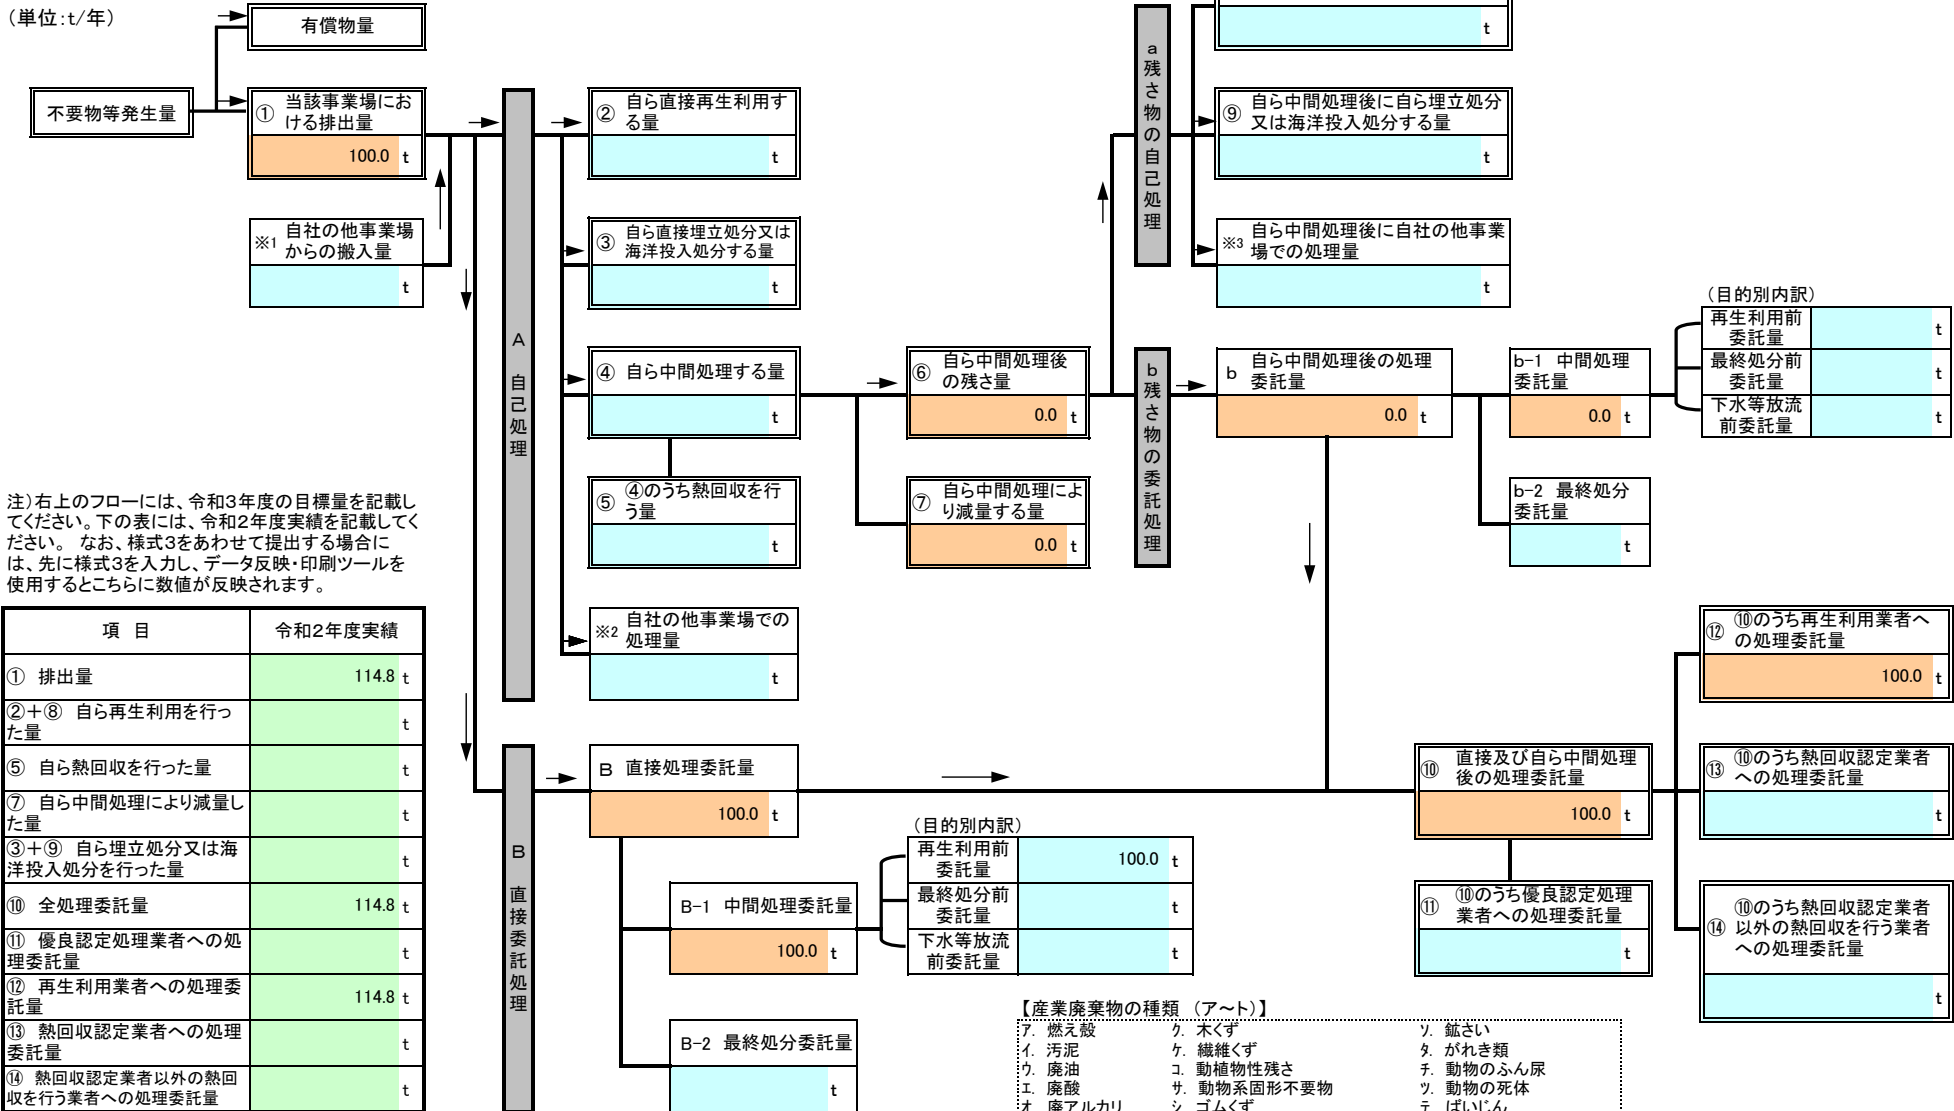 （単位:t/年）
有償物量
不要物等発生量
① 当該事業場にお
ける排出量
100.0 t
※1 自社の他事業場
からの搬入量
t
A 自己処理
② 自ら直接再生利用す
る量
t
③ 自ら直接埋立処分又は
海洋投入処分する量
t
④ 自ら中間処理する量
t
⑤ ④のうち熱回収を行
う量
t
※2 自社の他事業場での
処理量
t
⑥ 自ら中間処理後
の残さ量
0.0 t
⑦ 自ら中間処理によ
り減量する量
0.0 t
a 残さ物の自己処理
t
⑨ 自ら中間処理後に自ら埋立処分
又は海洋投入処分する量
t
※3 自ら中間処理後に自社の他事業
場での処理量
t
b 残さ物の委託処理
b 自ら中間処理後の処理
委託量
0.0 t
b-1 中間処理
委託量
0.0 t
（目的別内訳）
再生利用前
委託量
t
最終処分前
委託量
t
下水等放流
前委託量
t
b-2 最終処分
委託量
t
注）右上のフローには、令和3年度の目標量を記載し
てください。下の表には、令和2年度実績を記載してく
ださい。 なお、様式3をあわせて提出する場合に
は、先に様式3を入力し、データ反映・印刷ツールを
使用するとこちらに数値が反映されます。
項 目 令和2年度実績
① 排出量 114.8 t
②＋⑧ 自ら再生利用を行っ
た量
t
⑤ 自ら熱回収を行った量 t
⑦ 自ら中間処理により減量し
た量
t
③＋⑨ 自ら埋立処分又は海
洋投入処分を行った量
t
⑩ 全処理委託量 114.8 t
⑪ 優良認定処理業者への処
理委託量
t
⑫ 再生利用業者への処理委
託量
114.8 t
⑬ 熱回収認定業者への処理
委託量
t
⑭ 熱回収認定業者以外の熱回
収を行う業者への処理委託量
t
B 直接委託処理
B 直接処理委託量
100.0 t
B-1 中間処理委託量
100.0 t
（目的別内訳）
再生利用前
委託量
100.0 t
最終処分前
委託量
t
下水等放流
前委託量
t
B-2 最終処分委託量
t
⑩ 直接及び自ら中間処理
後の処理委託量
100.0 t
⑪ ⑩のうち優良認定処理
業者への処理委託量
t
⑫ ⑩のうち再生利用業者へ
の処理委託量
100.0 t
⑬ ⑩のうち熱回収認定業者
への処理委託量
t
⑭ ⑩のうち熱回収認定業者
以外の熱回収を行う業者
への処理委託量
t
【産業廃棄物の種類 （ア～ト）】
ｱ. 燃え殻 ｸ. 木くず ｿ. 鉱さい
ｲ. 汚泥 ｹ. 繊維くず ﾀ. がれき類
ｳ. 廃油 ｺ. 動植物性残さ ﾁ. 動物のふん尿
ｴ. 廃酸 ｻ. 動物系固形不要物 ﾂ. 動物の死体
ｵ. 廃アルカリ ｼ. ゴムくず ﾃ. ばいじん